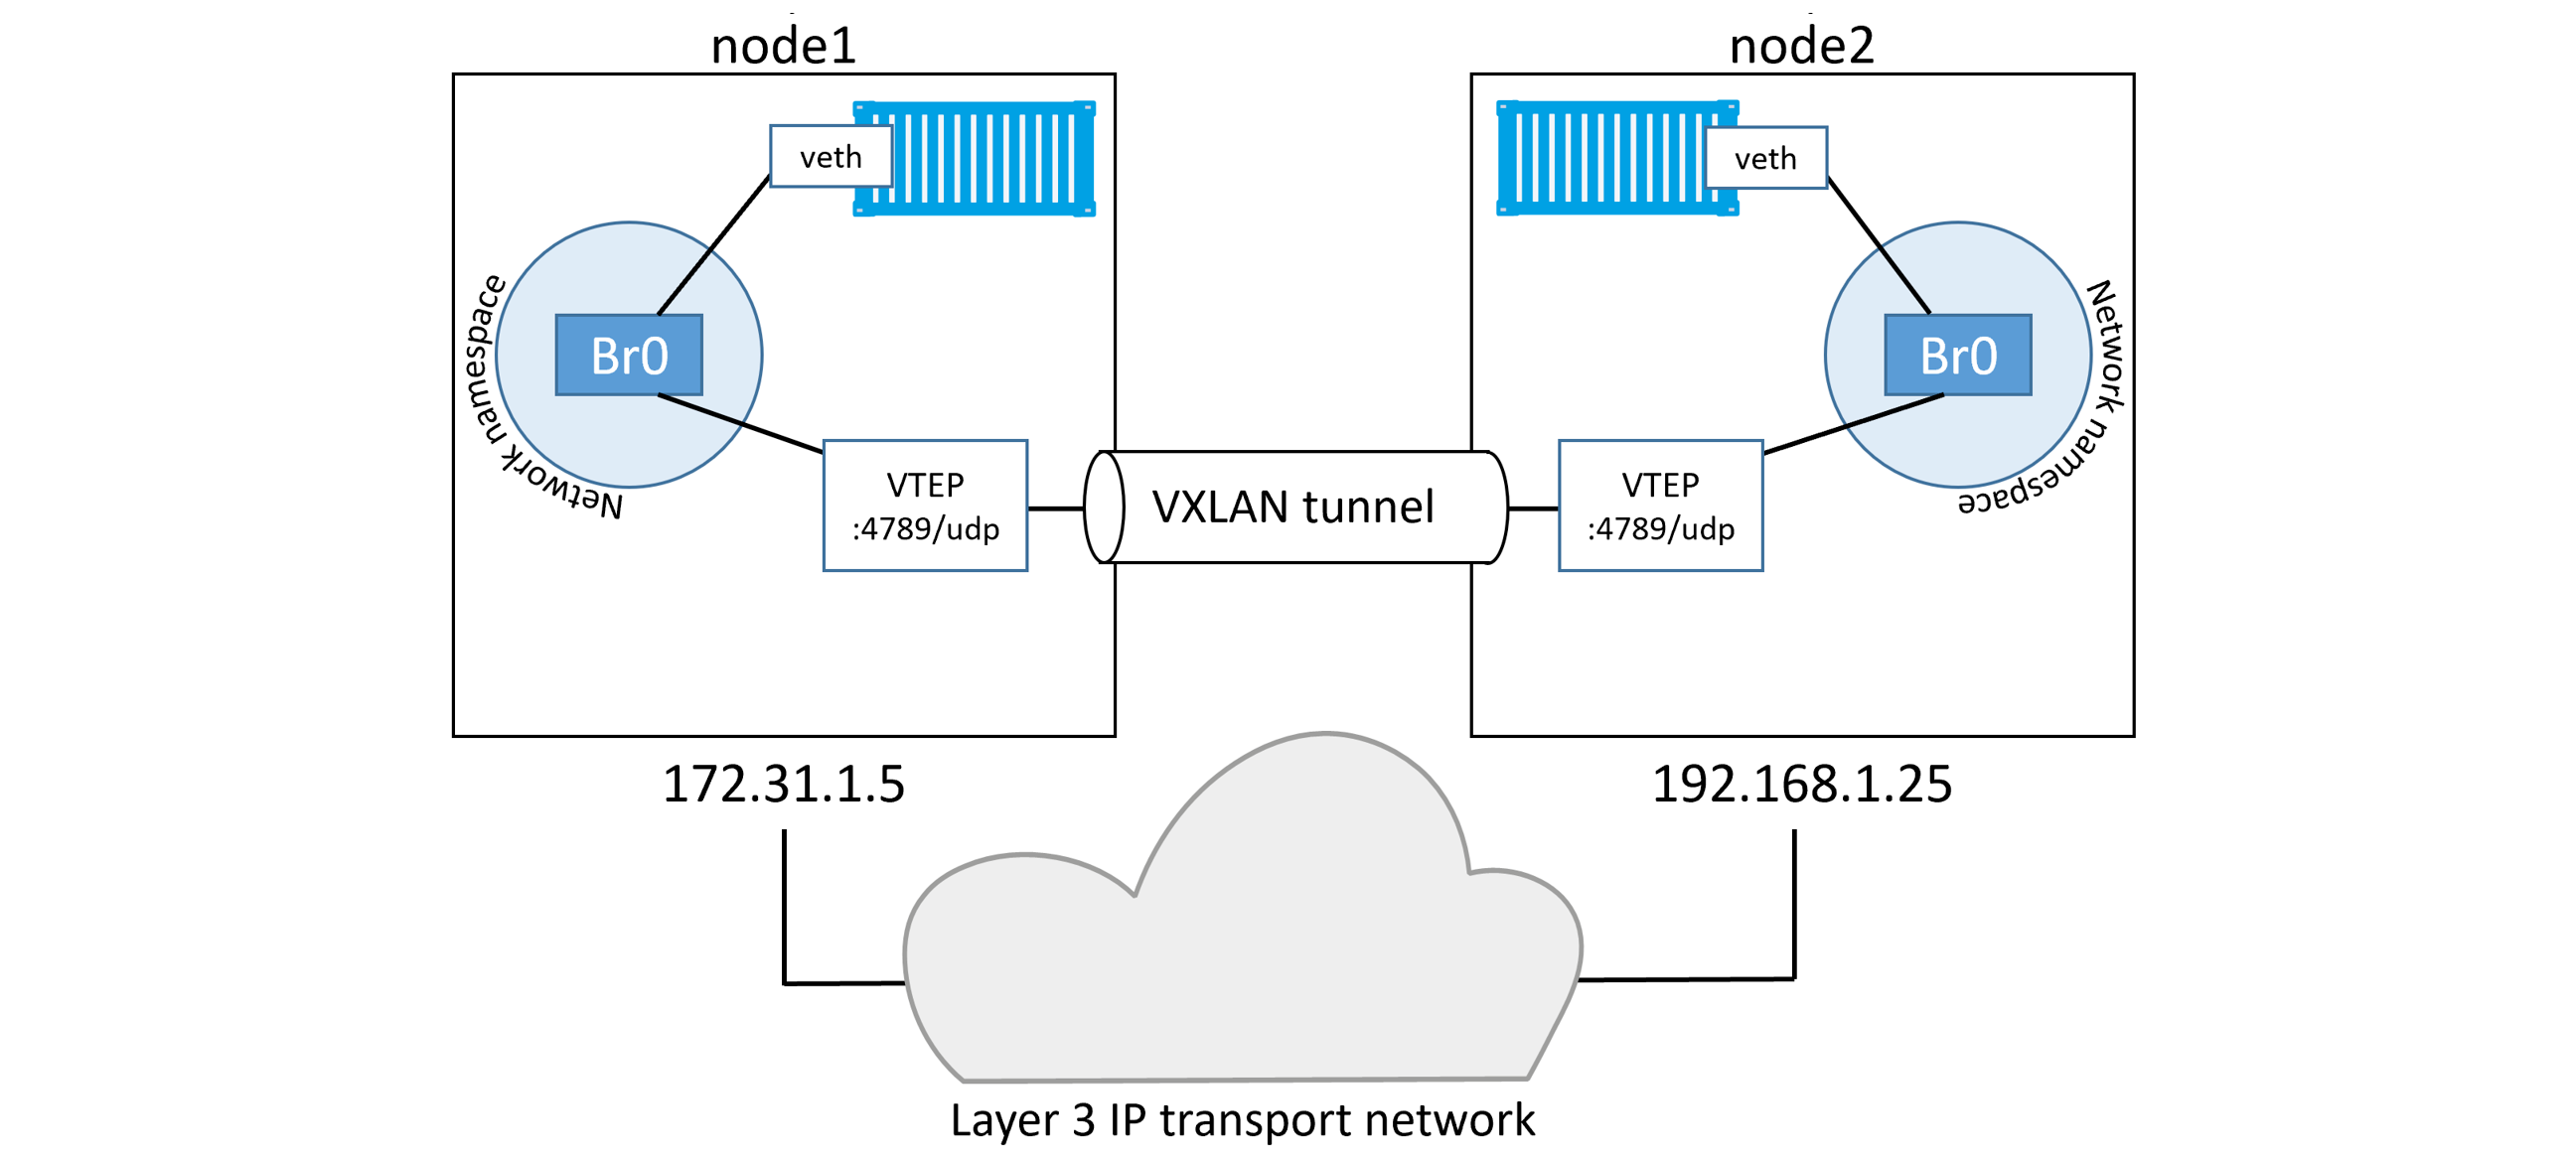 node1
node2
veth
veth
Network namespace
Br0
Br0
Network namespace
VTEP
:4789/udp
VXLAN tunnel
VTEP
:4789/udp
172.31.1.5
192.168.1.25
Layer 3 IP transport network